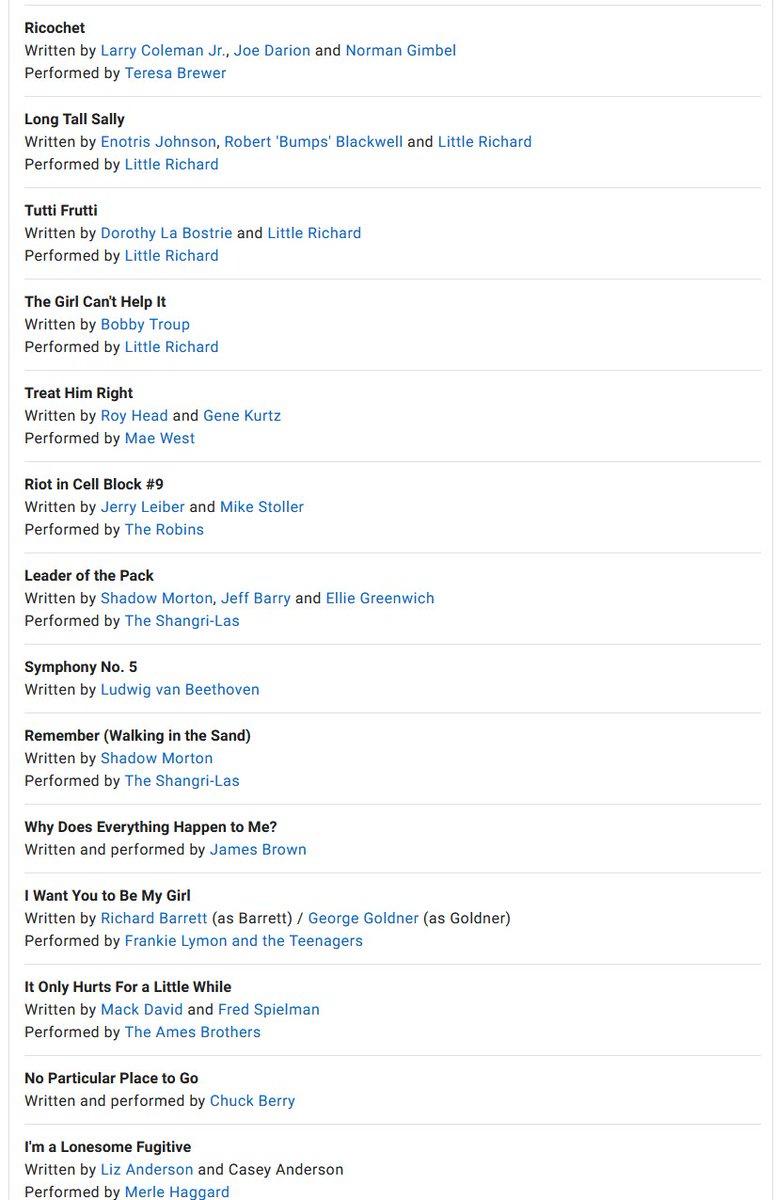 Ricochet
Written by Larry Coleman Jr., Joe Darion and Norman Gimbel
Performed by Teresa Brewer
Long Tall Sally
Written by Enotris Johnson, Robert 'Bumps' Blackwell and Little Richard
Performed by Little Richard
Tutti Frutti
Written by Dorothy La Bostrie and Little Richard
Performed by Little Richard
The Girl Can't Help It
Written by Bobby Troup
Performed by Little Richard
Treat Him Right
Written by Roy Head and Gene Kurtz
Performed by Mae West
Riot in Cell Block #9
Written by Jerry Leiber and Mike Stoller
Performed by The Robins
Leader of the Pack
Written by Shadow Morton, Jeff Barry and Ellie Greenwich
Performed by The Shangri-Las
Symphony No. 5
Written by Ludwig van Beethoven
Remember (Walking in the Sand)
Written by Shadow Morton
Performed by The Shangri-Las
Why Does Everything Happen to Me?
Written and performed by James Brown
I Want You to Be My Girl
Written by Richard Barrett (as Barrett) / George Goldner (as Goldner)
Performed by Frankie Lymon and the Teenagers
It Only Hurts For a Little While
Written by Mack David and Fred Spielman
Performed by The Ames Brothers
No Particular Place to Go
Written and performed by Chuck Berry
I'm a Lonesome Fugitive
Written by Liz Anderson and Casey Anderson
Performed by Merle Haggard